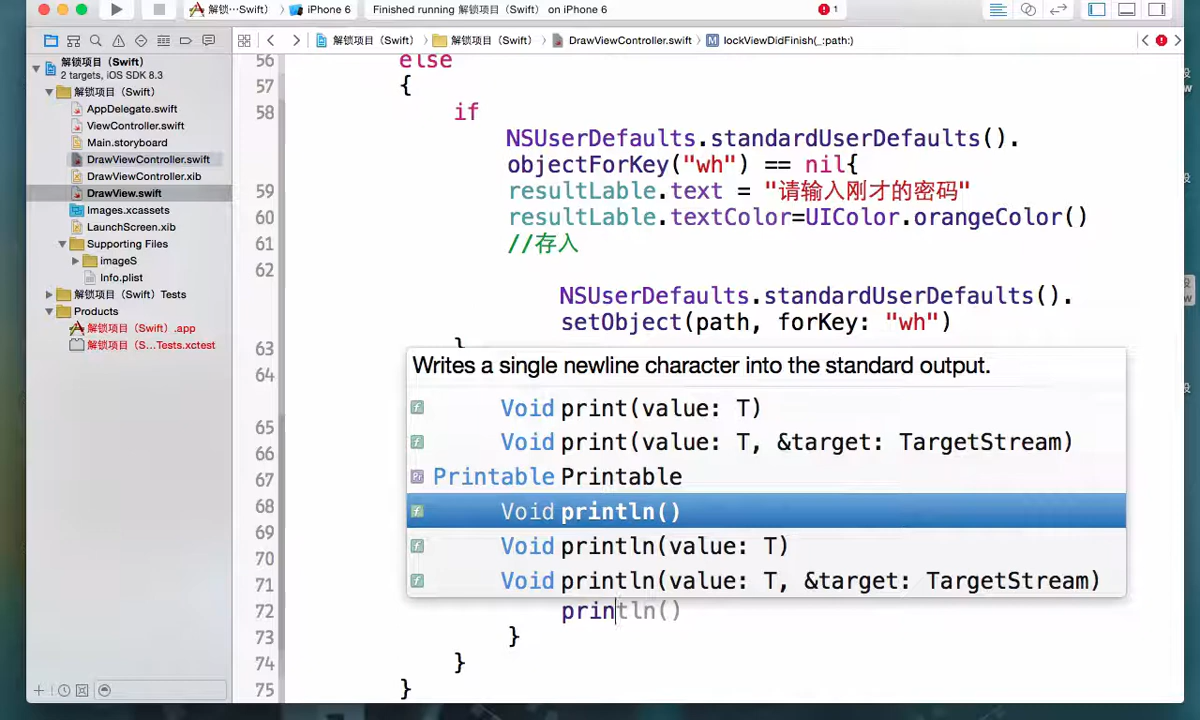 解锁…Swift）
iPhone 6
Finished running 解锁项目（Swift）on iPhone 6
1
解锁项目（Swift）
解锁项目（Swift）
DrawViewController.swift
M lockViewDidFinish(_:path:)
解锁项目（Swift）
2 targets, iOS SDK 8.3
解锁项目（Swift）
AppDelegate.swift
ViewController.swift
Main.storyboard
DrawViewController.swift
DrawViewController.xib
DrawView.swift
Images.xcassets
LaunchScreen.xib
Supporting Files
imageS
Info.plist
解锁项目（Swift）Tests
Products
解锁项目（Swift）.app
解锁项目（S...Tests.xctest
56 else
57 {
58 if
NSUserDefaults.standardUserDefaults().
objectForKey("wh") == nil{
59 resultLable.text = "请输入刚才的密码"
60 resultLable.textColor=UIColor.orangeColor()
61 //存入
62
NSUserDefaults.standardUserDefaults().
setObject(path, forKey: "wh")
63 }
64
Writes a single newline character into the standard output.
Void print(value: T)
65
Void print(value: T, &target: TargetStream)
66
Printable Printable
67
68
Void println()
69
Void println(value: T)
70
Void println(value: T, &target: TargetStream)
71
72 println()
73 }
74 }
75 }